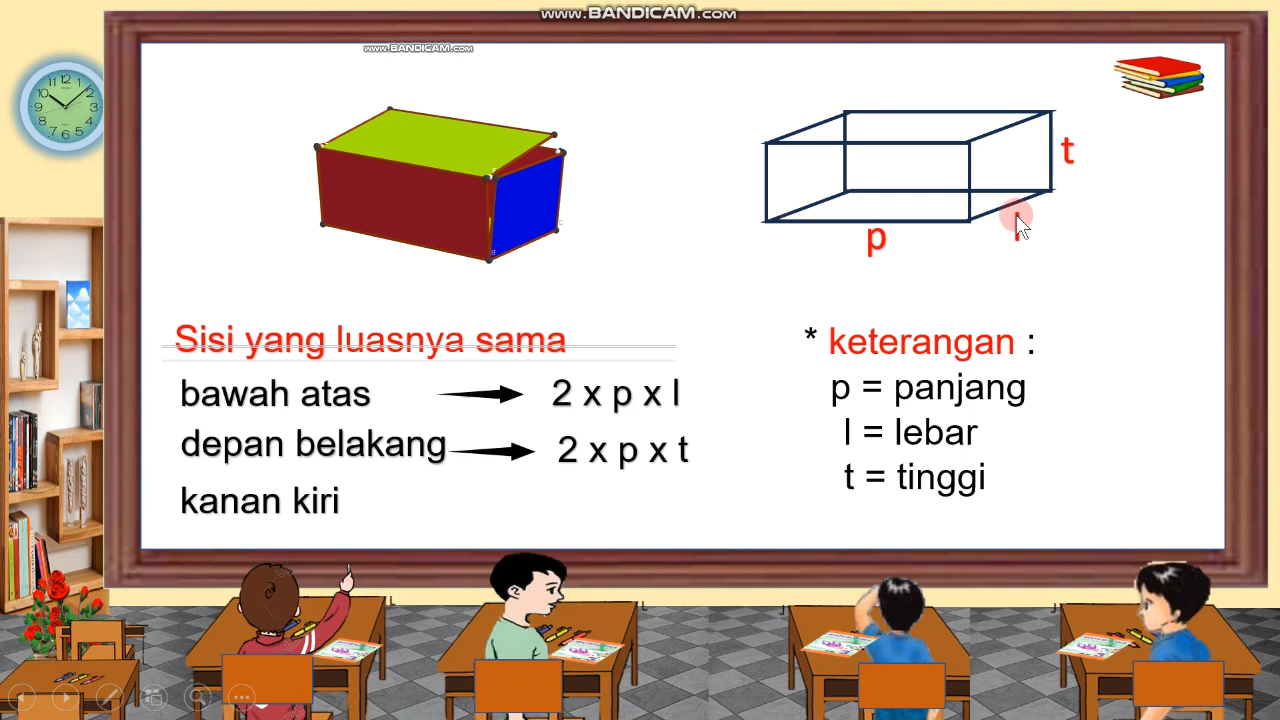 www.BANDICAM.com
www.BANDICAM.com
t
p
Sisi yang luasnya sama
bawah atas 2 x p x l
depan belakang 2 x p x t
kanan kiri
* keterangan :
p = panjang
l = lebar
t = tinggi